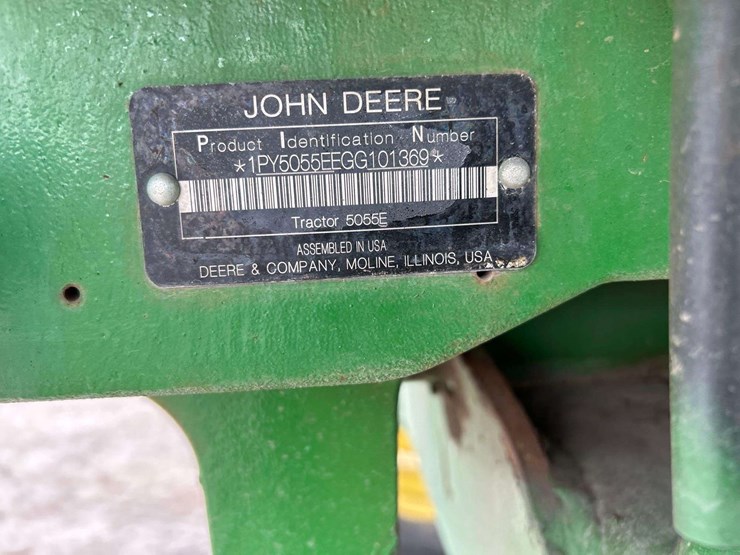 JOHN DEERE
Product Identification Number
*1PY5055EEGG101369*
Tractor 5055E
ASSEMBLED IN USA
DEERE & COMPANY, MOLINE, ILLINOIS, USA